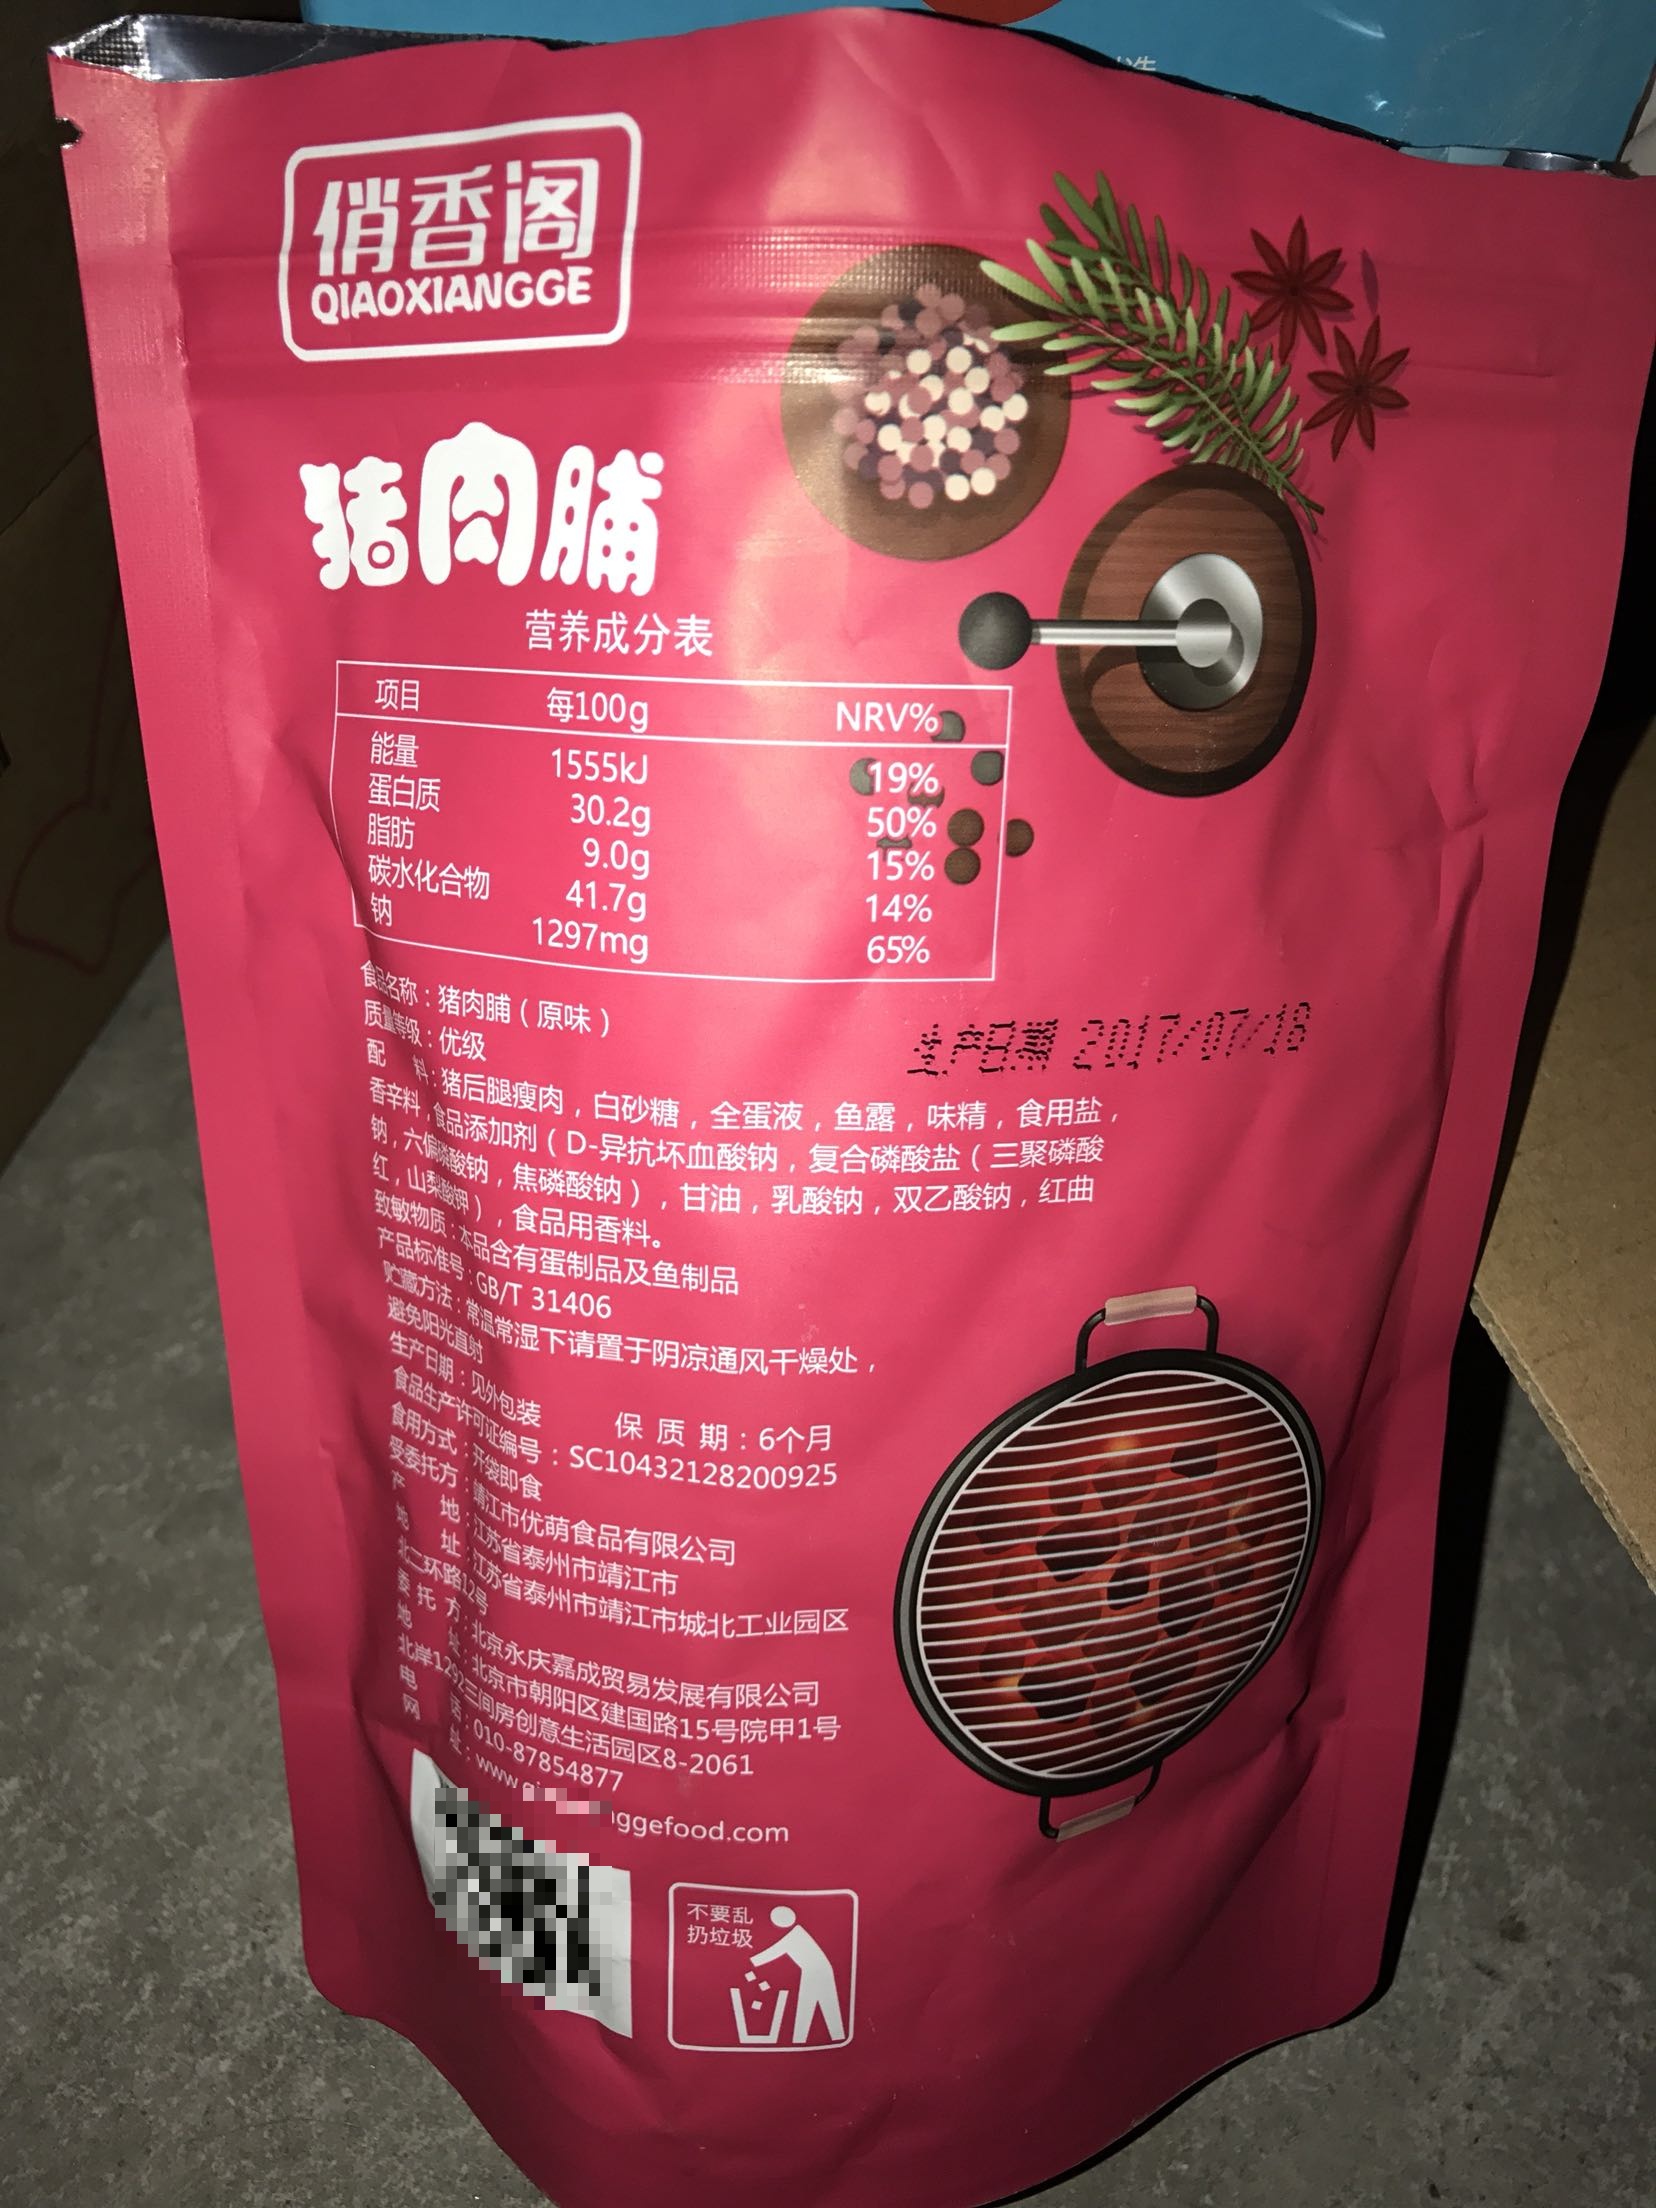 俏香阁
QIAOXIANGGE
猪肉脯
营养成分表
项目 每100g NRV%
能量 1555kJ 19%
蛋白质 30.2g 50%
脂肪 9.0g 15%
碳水化合物 41.7g 14%
钠 1297mg 65%
生产日期 2017/07/18
食品名称：猪肉脯（原味）
质量等级：优级
配 料：猪后腿瘦肉，白砂糖，全蛋液，鱼露，味精，食用盐，
香辛料，食品添加剂（D-异抗坏血酸钠，复合磷酸盐（三聚磷酸
钠，六偏磷酸钠，焦磷酸钠），甘油，乳酸钠，双乙酸钠，红曲
红，山梨酸钾），食品用香料。
致敏物质：本品含有蛋制品及鱼制品
产品标准号：GB/T 31406
贮藏方法：常温常湿下请置于阴凉通风干燥处，
避免阳光直射
生产日期：见外包装 保 质 期：6个月
食品生产许可证编号：SC10432128200925
食用方式：开袋即食
受委托方：靖江市优萌食品有限公司
产 地：江苏省泰州市靖江市
地 址：江苏省泰州市靖江市城北工业园区
北二环路12号
委 托 方：北京永庆嘉成贸易发展有限公司
地 址：北京市朝阳区建国路15号院甲1号
北岸1292三间房创意生活园区8-2061
电 话：010-87854877
网 址：www.qi nggefood.com
不要乱
扔垃圾